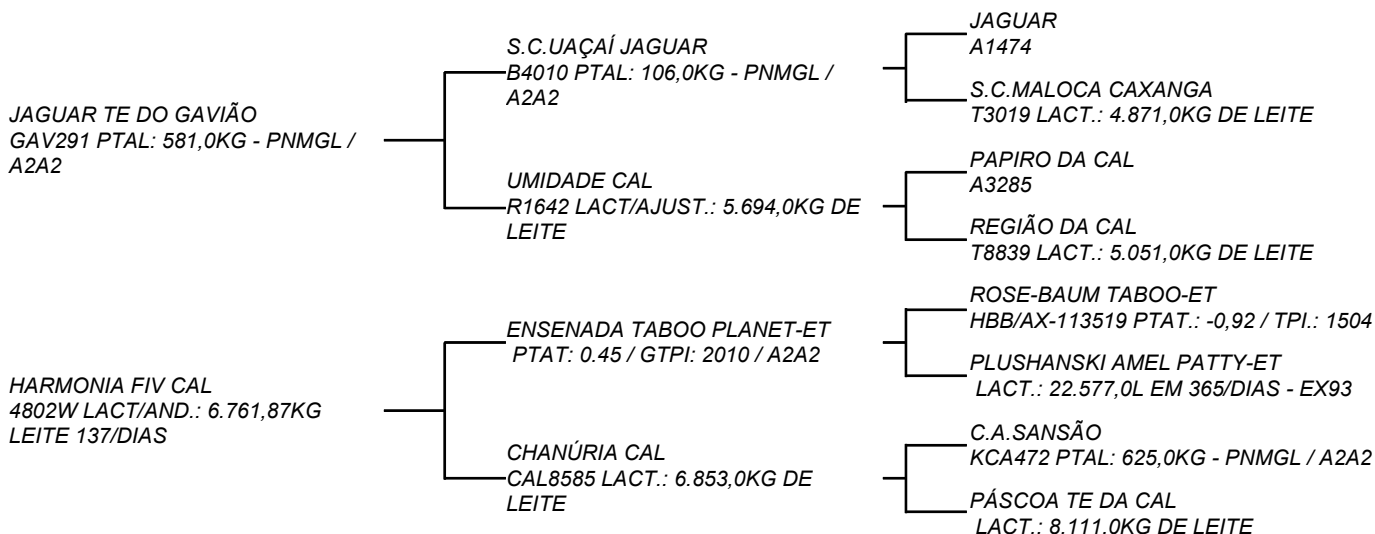 JAGUAR TE DO GAVIÃO
GAV291 PTAL: 581,0KG - PNMGL /
A2A2
HARMONIA FIV CAL
4802W LACT/AND.: 6.761,87KG
LEITE 137/DIAS
S.C.UAÇAÍ JAGUAR
B4010 PTAL: 106,0KG - PNMGL /
A2A2
UMIDADE CAL
R1642 LACT/AJUST.: 5.694,0KG DE
LEITE
ENSENADA TABOO PLANET-ET
PTAT: 0.45 / GTPI: 2010 / A2A2
CHANÚRIA CAL
CAL8585 LACT.: 6.853,0KG DE
LEITE
JAGUAR
A1474
S.C.MALOCA CAXANGA
T3019 LACT.: 4.871,0KG DE LEITE
PAPIRO DA CAL
A3285
REGIÃO DA CAL
T8839 LACT.: 5.051,0KG DE LEITE
ROSE-BAUM TABOO-ET
HBB/AX-113519 PTAT.: -0,92 / TPI.: 1504
PLUSHANSKI AMEL PATTY-ET
LACT.: 22.577,0L EM 365/DIAS - EX93
C.A.SANSÃO
KCA472 PTAL: 625,0KG - PNMGL / A2A2
PÁSCOA TE DA CAL
LACT.: 8.111,0KG DE LEITE